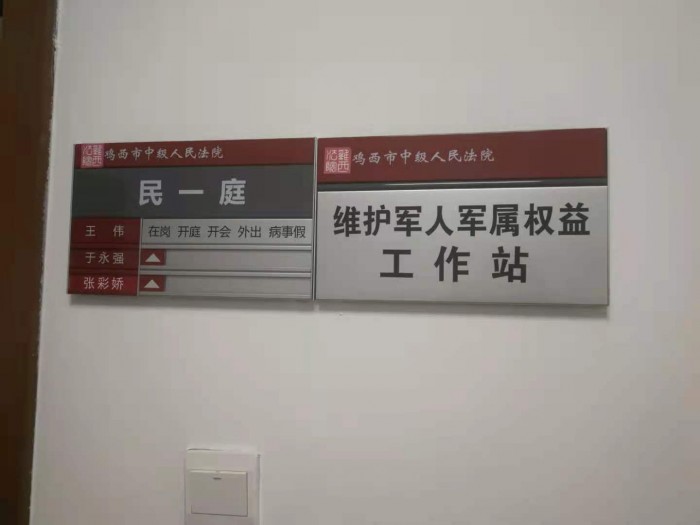 鸡西市中级人民法院
民一庭
王 伟 在岗 开庭 开会 外出 病事假
于永强
张彩娇
鸡西市中级人民法院
维护军人军属权益
工作站